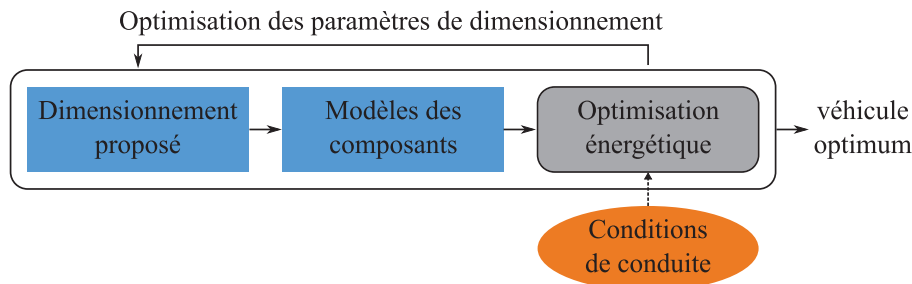 Optimisation des paramètres de dimensionnement
Dimensionnement
proposé
Modèles des
composants
Optimisation
énergétique
véhicule
optimum
Conditions
de conduite